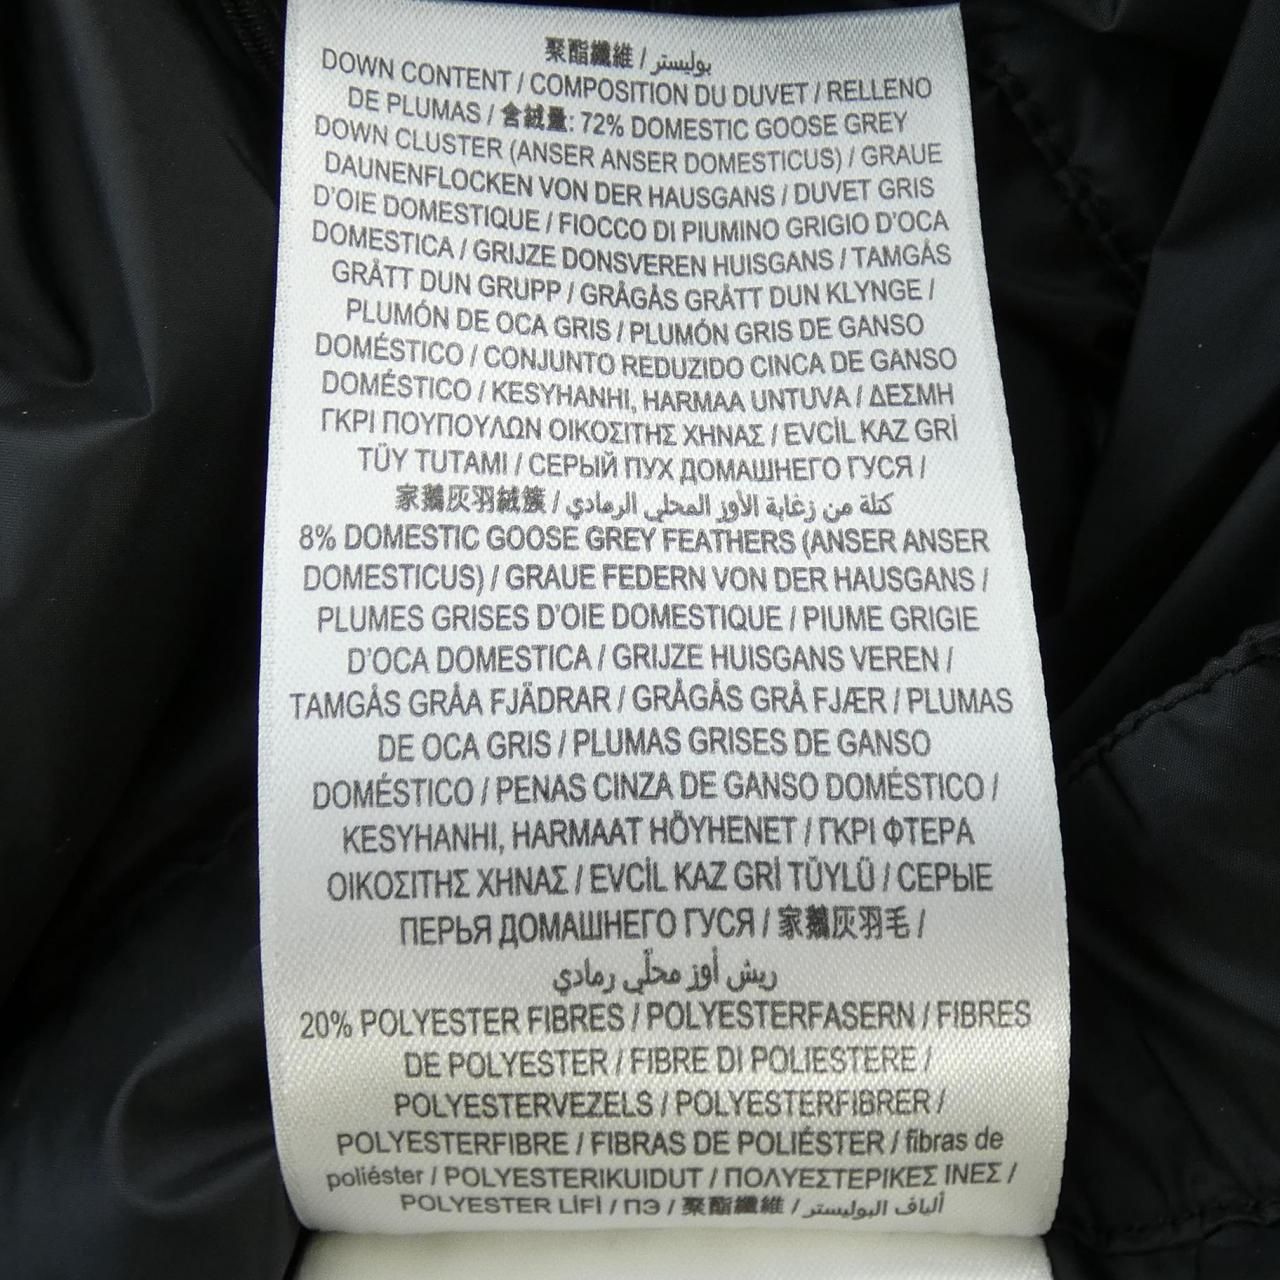 聚酯纖維 / بوليستر
DOWN CONTENT / COMPOSITION DU DUVET / RELLENO
DE PLUMAS / 含絨量: 72% DOMESTIC GOOSE GREY
DOWN CLUSTER (ANSER ANSER DOMESTICUS) / GRAUE
DAUNENFLOCKEN VON DER HAUSGANS / DUVET GRIS
D'OIE DOMESTIQUE / FIOCCO DI PIUMINO GRIGIO D'OCA
DOMESTICA / GRIJZE DONSVEREN HUISGANS / TAMGÅS
GRÅTT DUN GRUPP / GRÅGÅS GRÅTT DUN KLYNGE /
PLUMÓN DE OCA GRIS / PLUMÓN GRIS DE GANSO
DOMÉSTICO / CONJUNTO REDUZIDO CINCA DE GANSO
DOMÉSTICO / KESYHANHI, HARMAA UNTUVA / ΔΕΣΜΗ
ΓΚΡΙ ΠΟΥΠΟΥΛΩΝ ΟΙΚΟΣΙΤΗΣ ΧΗΝΑΣ / EVCİL KAZ GRİ
TÜY TUTAMI / СЕРЫЙ ПУХ ДОМАШНЕГО ГУСЯ /
家鵝灰羽絨簇 / كتلة من زغابة الأوز المحلي الرمادي
8% DOMESTIC GOOSE GREY FEATHERS (ANSER ANSER
DOMESTICUS) / GRAUE FEDERN VON DER HAUSGANS /
PLUMES GRISES D'OIE DOMESTIQUE / PIUME GRIGIE
D'OCA DOMESTICA / GRIJZE HUISGANS VEREN /
TAMGÅS GRÅA FJÄDRAR / GRÅGÅS GRÅ FJÆR / PLUMAS
DE OCA GRIS / PLUMAS GRISES DE GANSO
DOMÉSTICO / PENAS CINZA DE GANSO DOMÉSTICO /
KESYHANHI, HARMAAT HÖYHENET / ΓΚΡΙ ΦΤΕΡΑ
ΟΙΚΟΣΙΤΗΣ ΧΗΝΑΣ / EVCİL KAZ GRİ TÜYLÜ / СЕРЫЕ
ПЕРЬЯ ДОМАШНЕГО ГУСЯ / 家鵝灰羽毛 /
ريش أوز محلّي رمادي
20% POLYESTER FIBRES / POLYESTERFASERN / FIBRES
DE POLYESTER / FIBRE DI POLIESTERE /
POLYESTERVEZELS / POLYESTERFIBRER /
POLYESTERFIBRE / FIBRAS DE POLIÉSTER / fibras de
poliéster / POLYESTERIKUIDUT / ΠΟΛΥΕΣΤΕΡΙΚΕΣ ΙΝΕΣ /
POLYESTER LİFİ / ПЭ / 聚酯纖維 / ألياف البوليستر